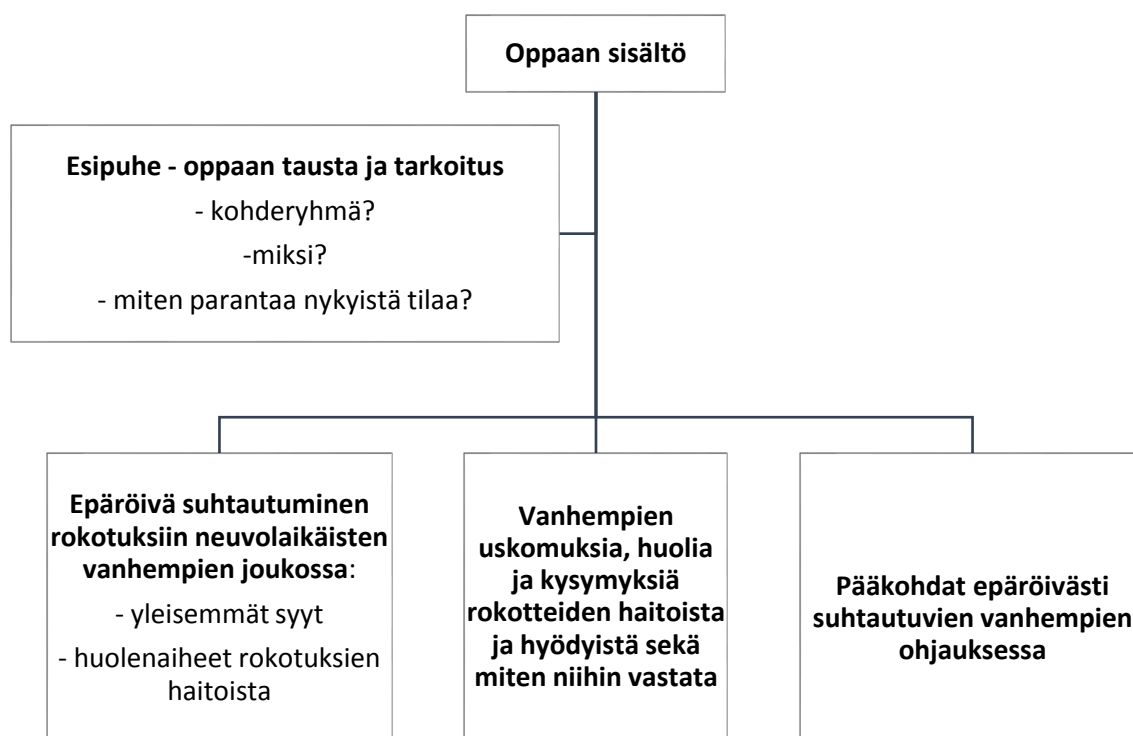 Oppaan sisältö
Esipuhe - oppaan tausta ja tarkoitus
- kohderyhmä?
-miksi?
- miten parantaa nykyistä tilaa?
Epäröivä suhtautuminen
rokotuksiin neuvolaikäisten
vanhempien joukossa:
- yleisemmät syyt
- huolenaiheet rokotuksien
haitoista
Vanhempien
uskomuksia, huolia
ja kysymyksiä
rokotteiden haitoista
ja hyödyistä sekä
miten niihin vastata
Pääkohdat epäröivästi
suhtautuvien vanhempien
ohjauksessa